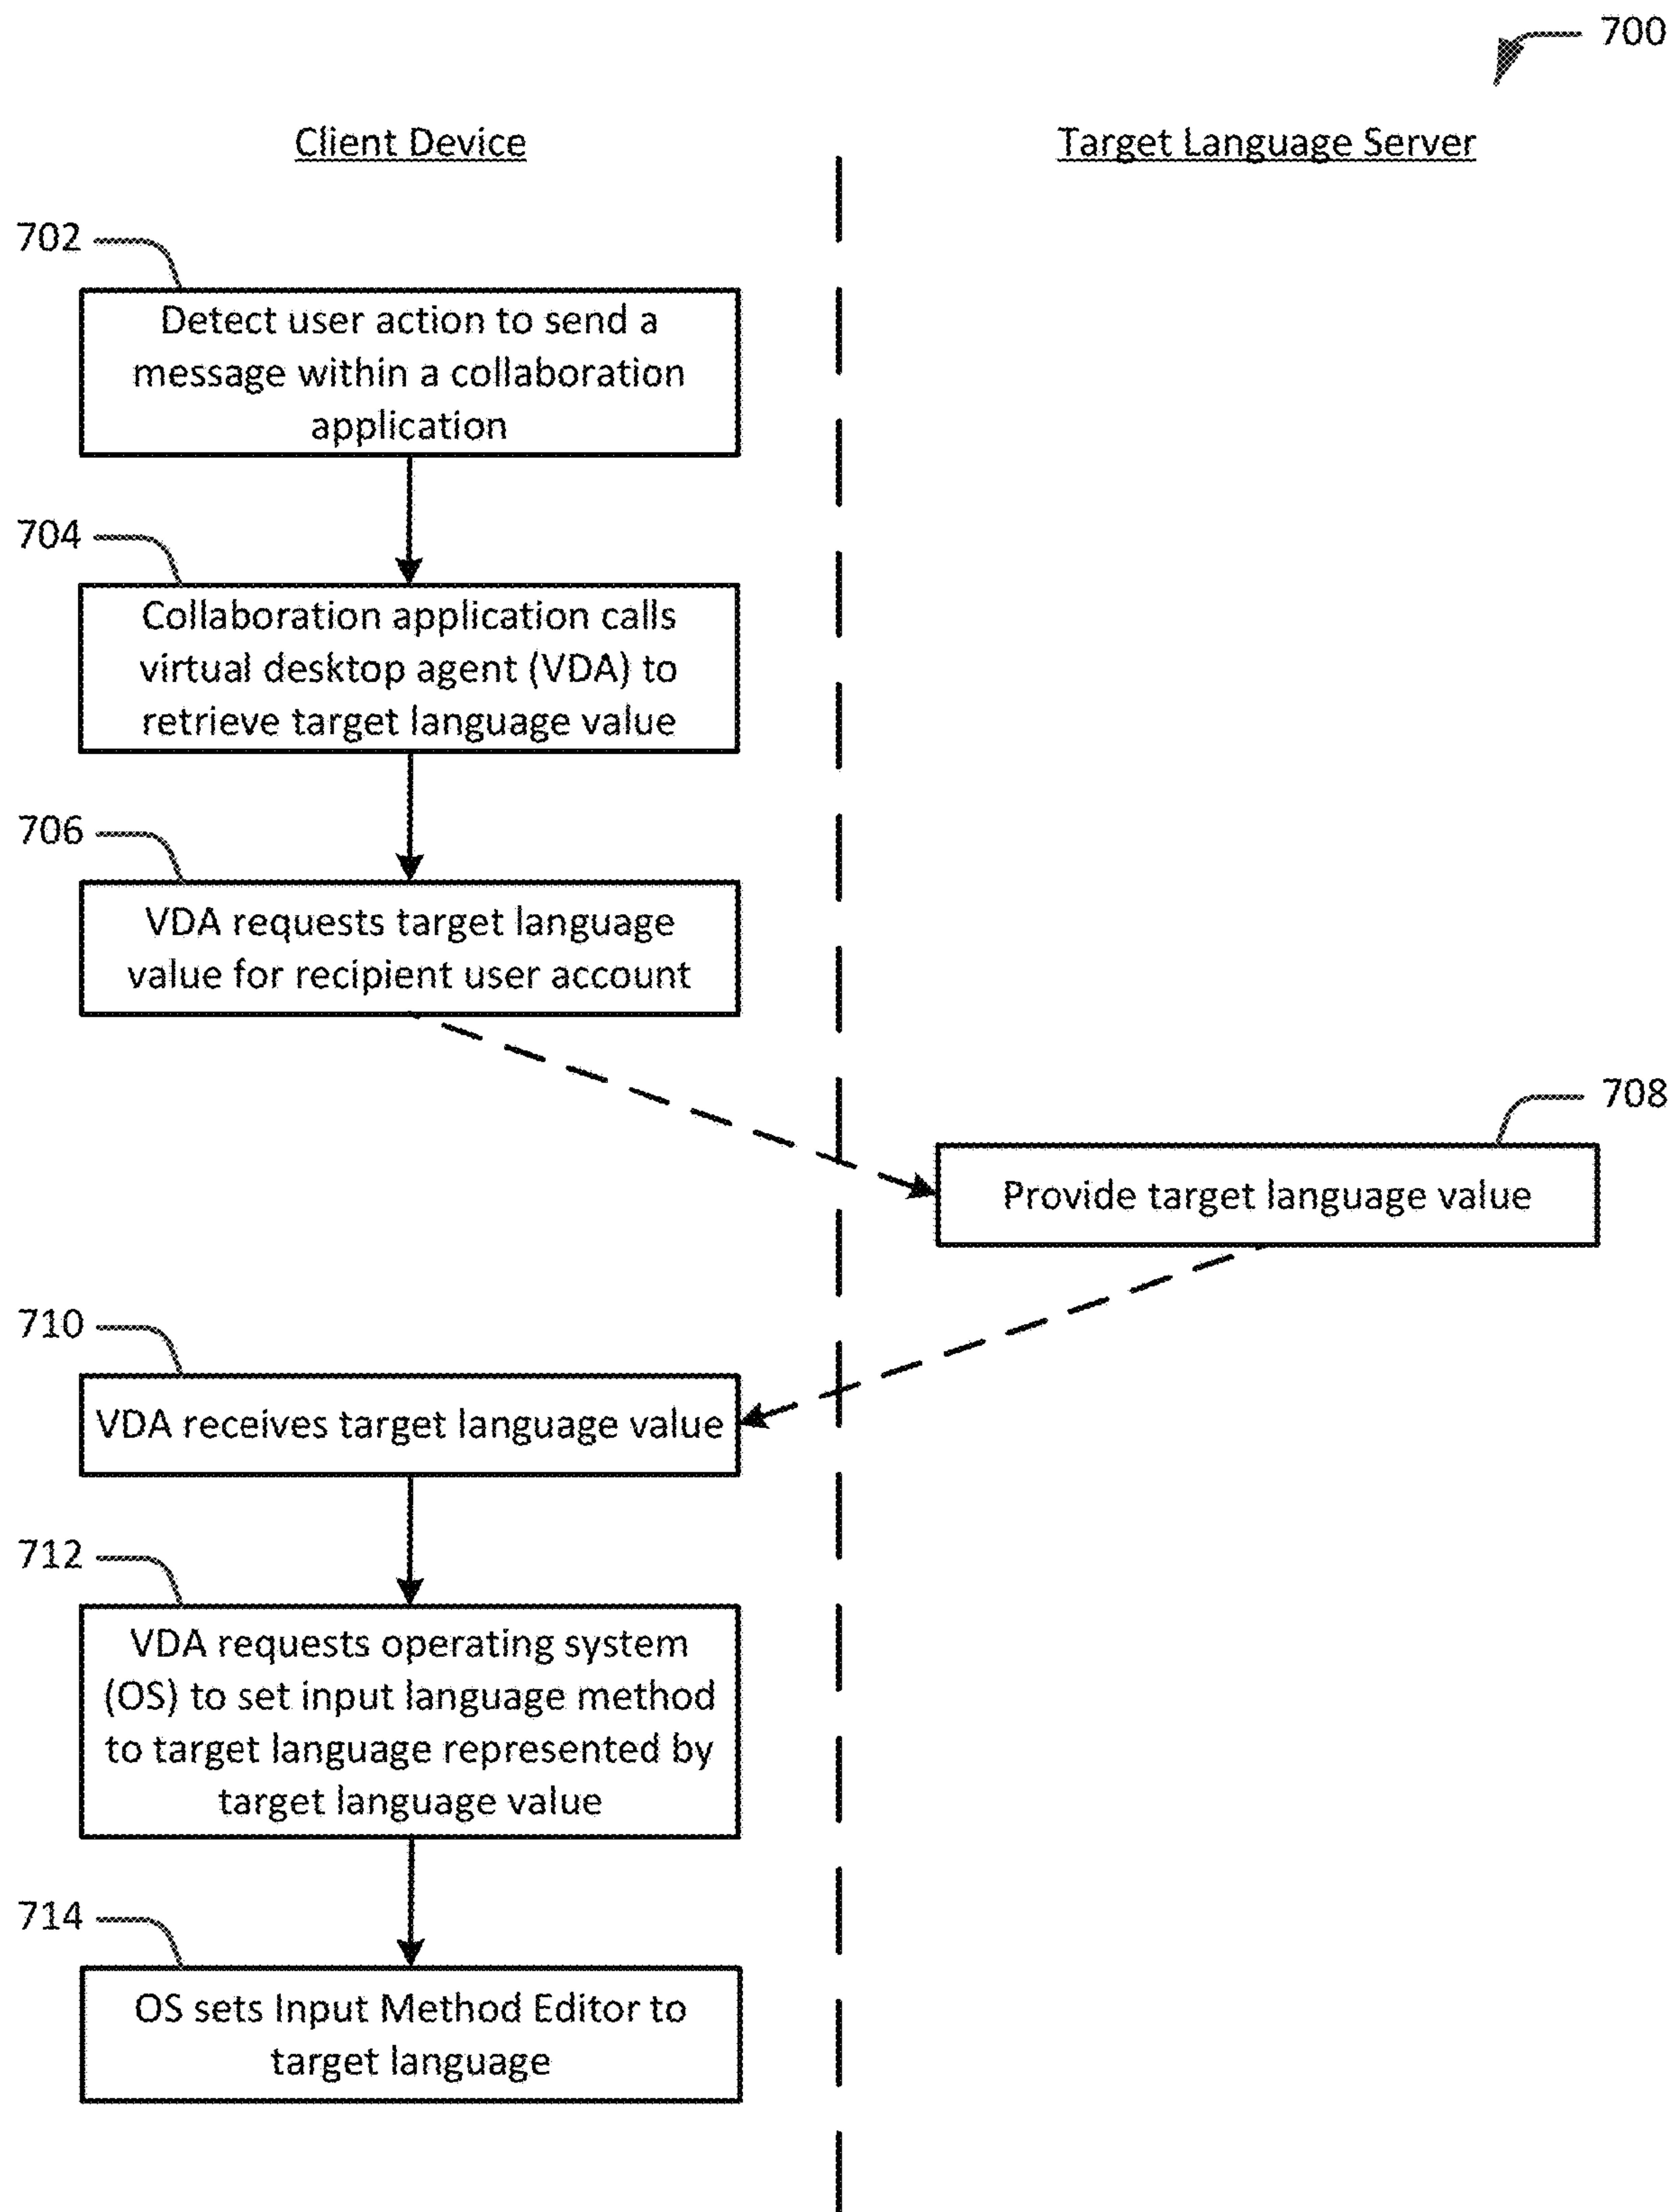 700
Client Device
Target Language Server
702
Detect user action to send a
message within a collaboration
application
704
Collaboration application calls
virtual desktop agent (VDA) to
retrieve target language value
706
VDA requests target language
value for recipient user account
708
Provide target language value
710
VDA receives target language value
712
VDA requests operating system
(OS) to set input language method
to target language represented by
target language value
714
OS sets Input Method Editor to
target language